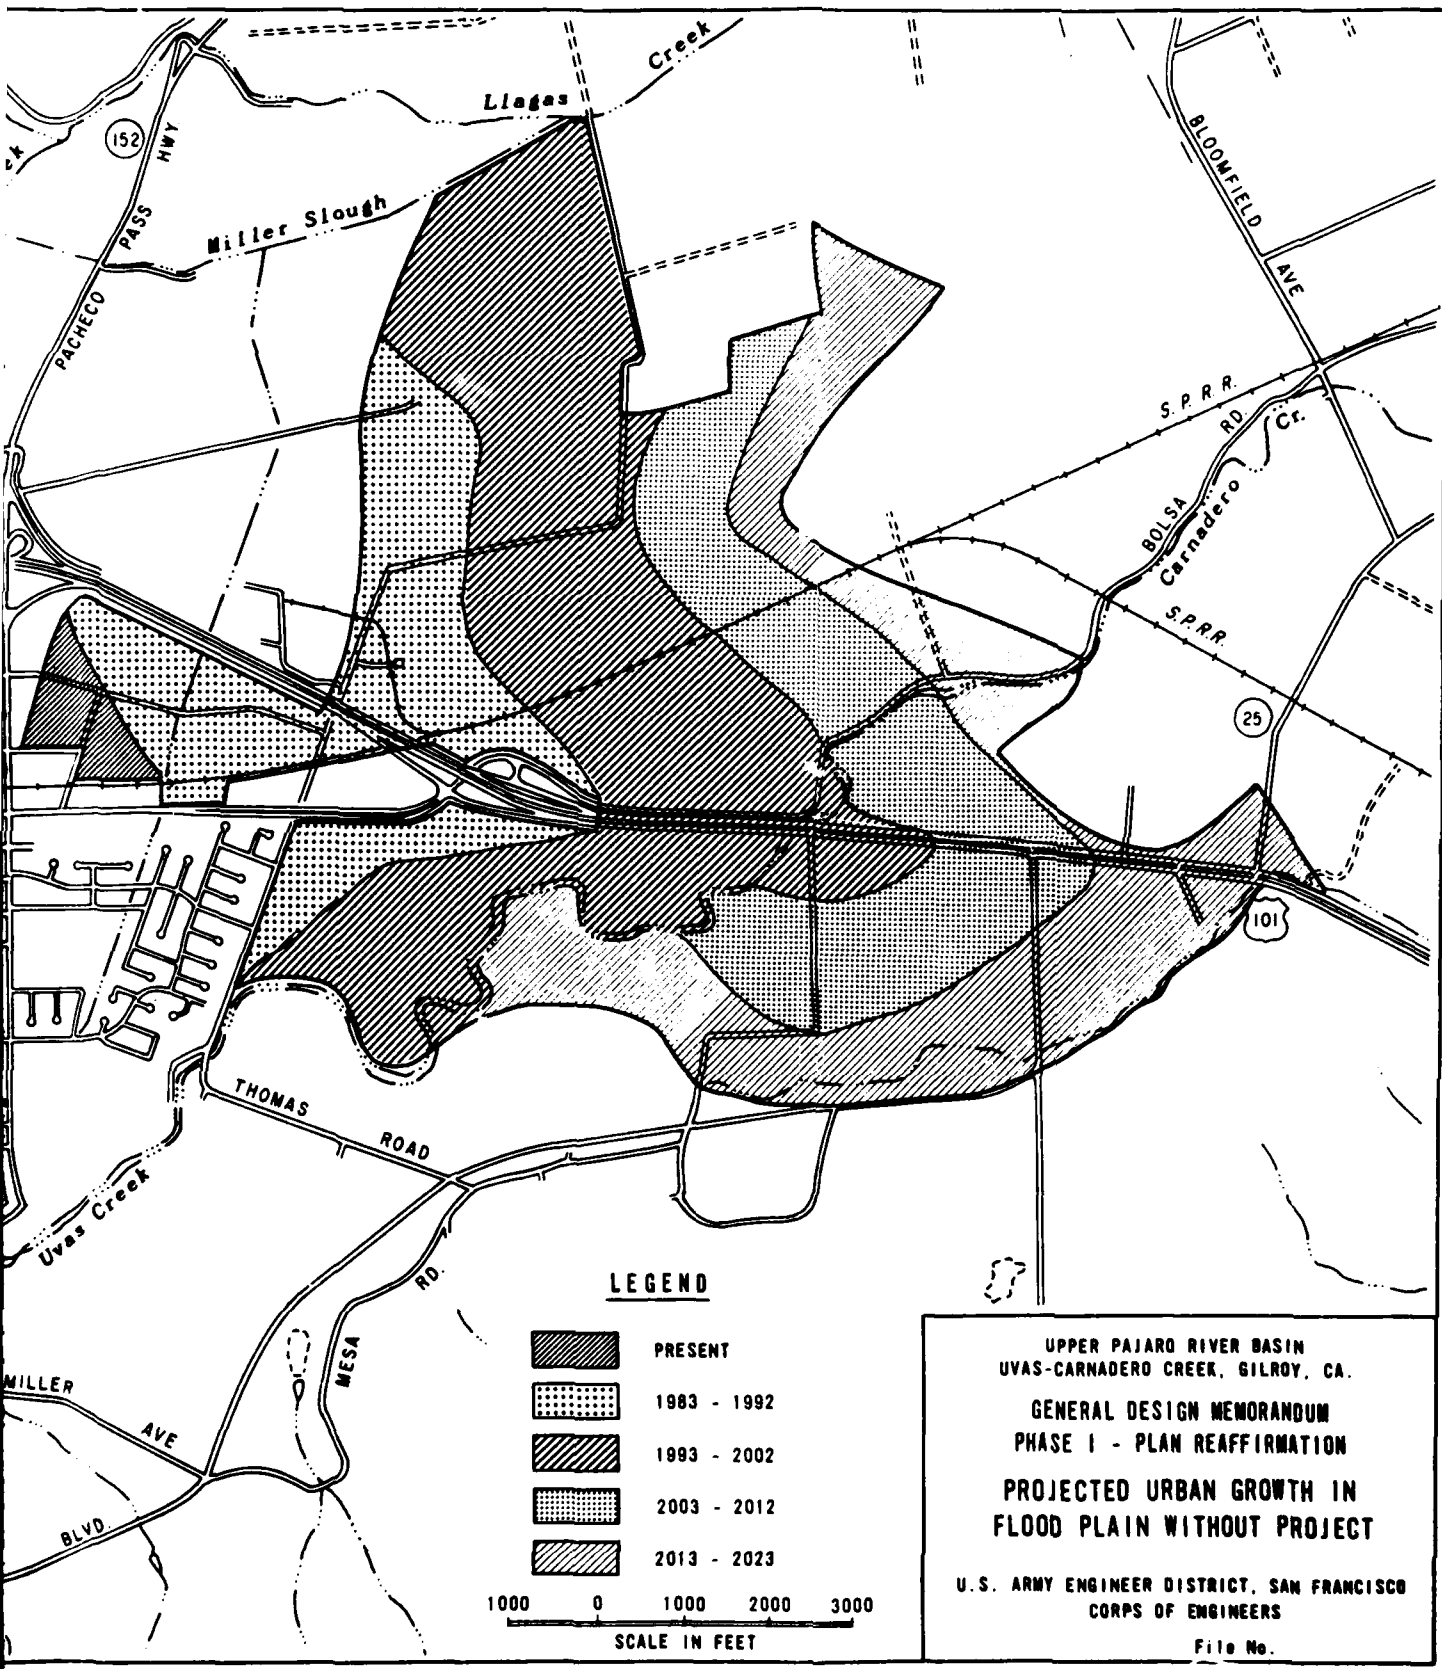 Creek
Llagas
152
HWY
PASS
PACHECO
Miller Slough
BLOOMFIELD
AVE
S.P.R.R.
RD.
BOLSA
Cr.
Carnadero
S.P.R.R.
25
101
THOMAS
ROAD
Uvas Creek
RD.
MESA
MILLER
AVE
BLVD.
LEGEND
PRESENT
1983 - 1992
1993 - 2002
2003 - 2012
2013 - 2023
1000 0 1000 2000 3000
SCALE IN FEET
UPPER PAJARO RIVER BASIN
UVAS-CARNADERO CREEK, GILROY, CA.
GENERAL DESIGN MEMORANDUM
PHASE I - PLAN REAFFIRMATION
PROJECTED URBAN GROWTH IN
FLOOD PLAIN WITHOUT PROJECT
U.S. ARMY ENGINEER DISTRICT, SAN FRANCISCO
CORPS OF ENGINEERS
File No.